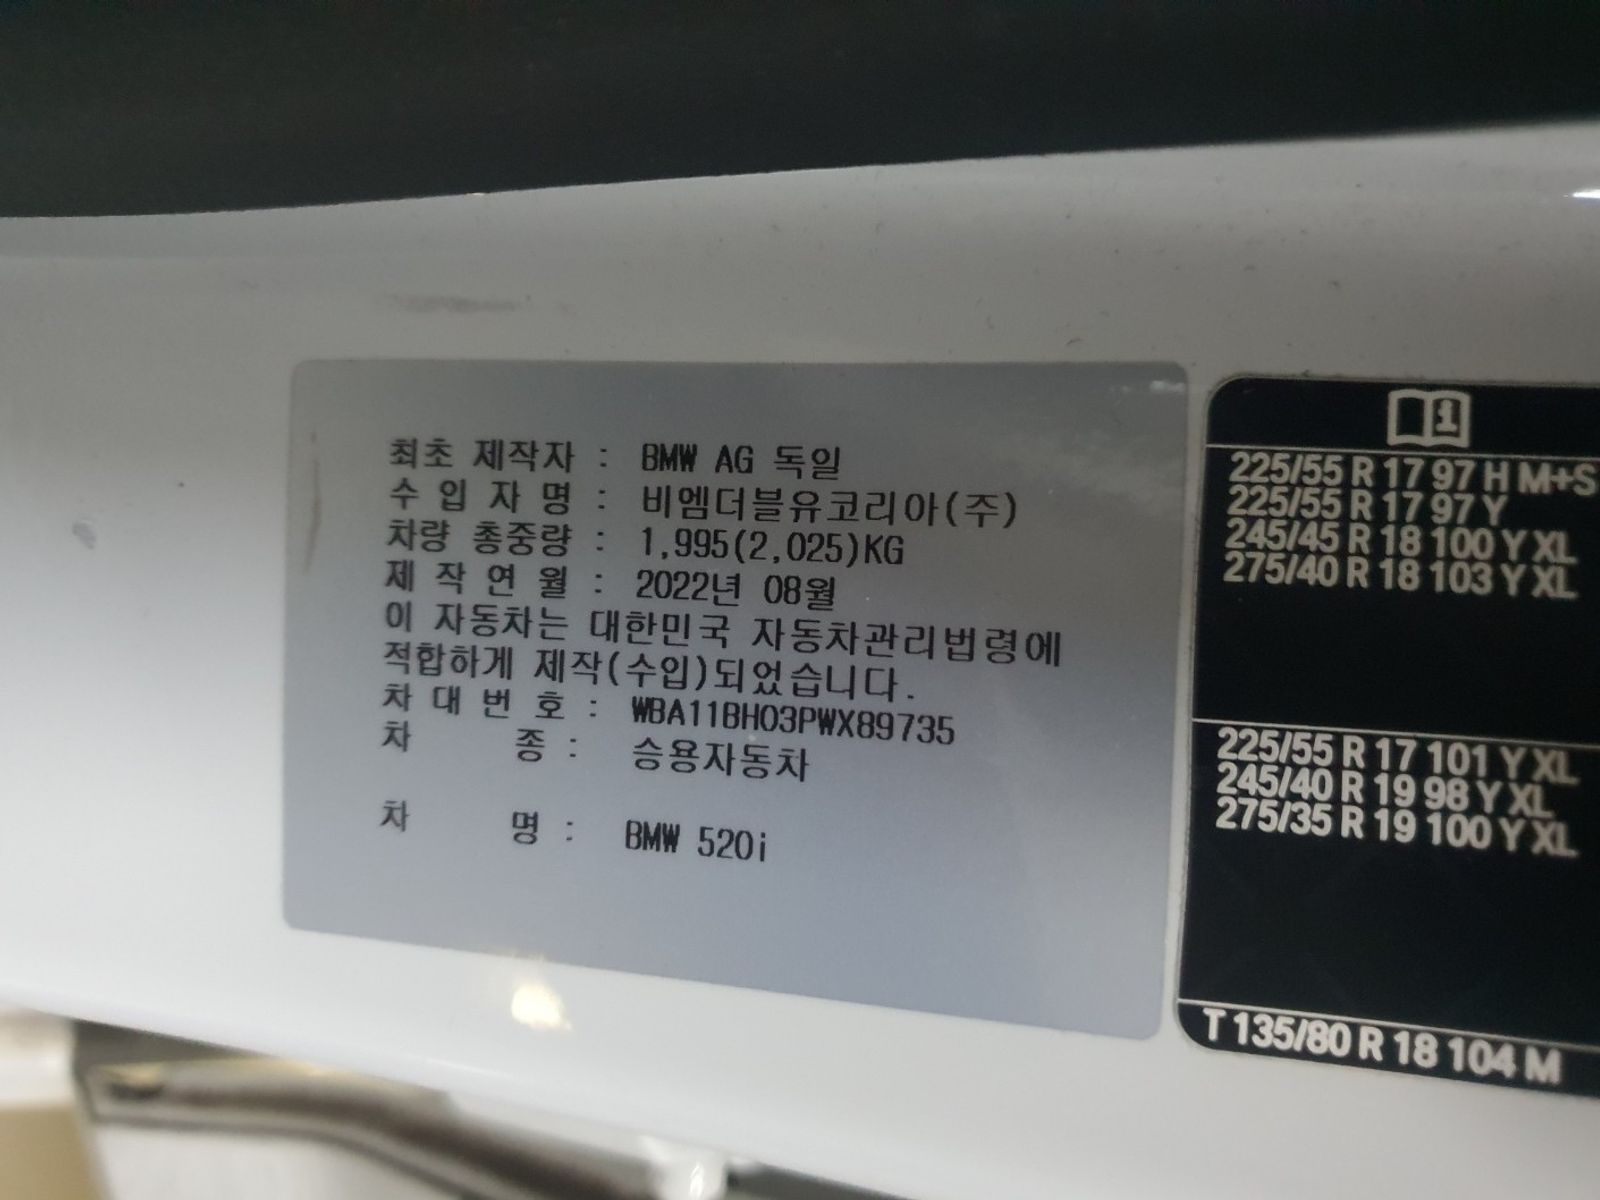 최초 제작자 : BMW AG 독일
수 입 자 명 : 비엠더블유코리아(주)
차량 총중량 : 1,995(2,025)KG
제 작 연 월 : 2022년 08월
이 자동차는 대한민국 자동차관리법령에
적합하게 제작(수입)되었습니다.
차 대 번 호 : WBA11BH03PWX89735
차 종 : 승용자동차
차 명 : BMW 520i
225/55 R 17 97 H M+S
225/55 R 17 97 Y
245/45 R 18 100 Y XL
275/40 R 18 103 Y XL
225/55 R 17 101 Y XL
245/40 R 19 98 Y XL
275/35 R 19 100 Y XL
T 135/80 R 18 104 M